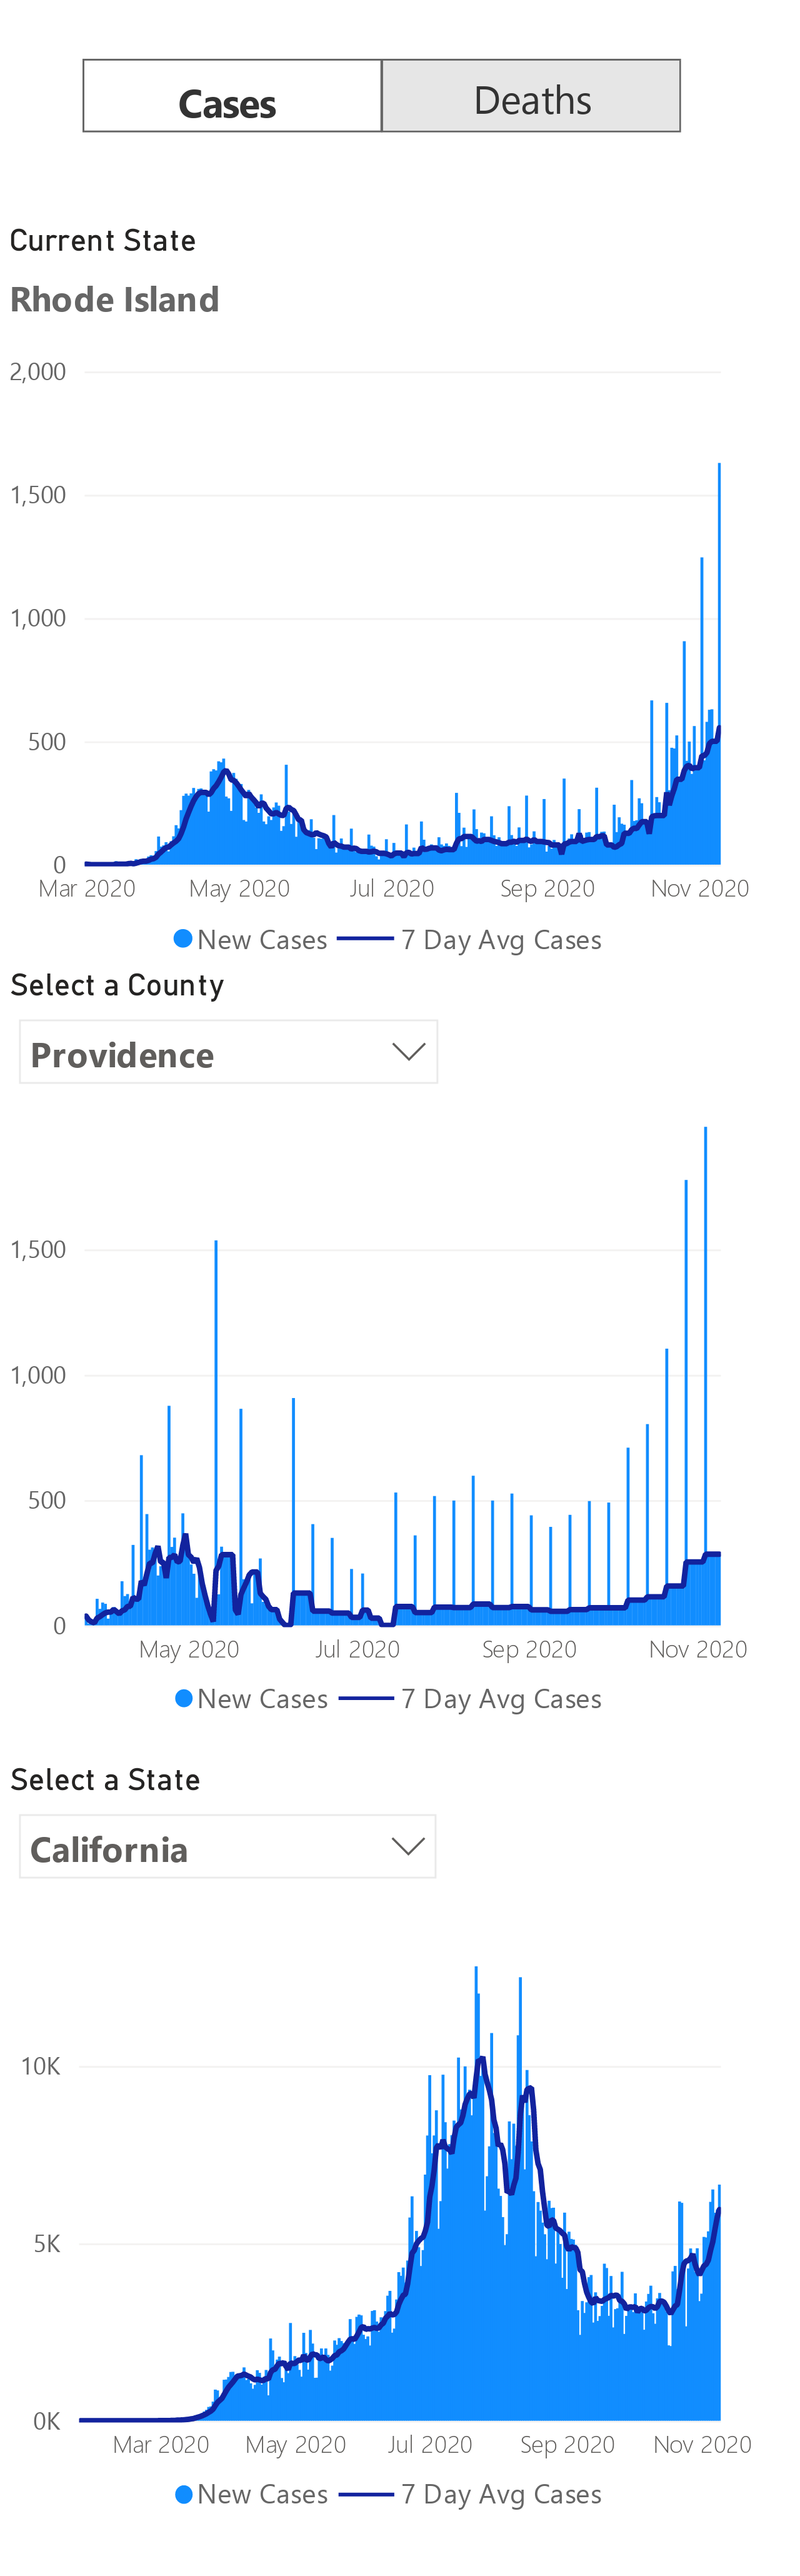 Cases Deaths
Current State
Rhode Island
2,000
1,500
1,000
500
0
Mar 2020 May 2020 Jul 2020 Sep 2020 Nov 2020
New Cases 7 Day Avg Cases
Select a County
Providence
1,500
1,000
500
0
May 2020 Jul 2020 Sep 2020 Nov 2020
New Cases 7 Day Avg Cases
Select a State
California
10K
5K
0K
Mar 2020 May 2020 Jul 2020 Sep 2020 Nov 2020
New Cases 7 Day Avg Cases